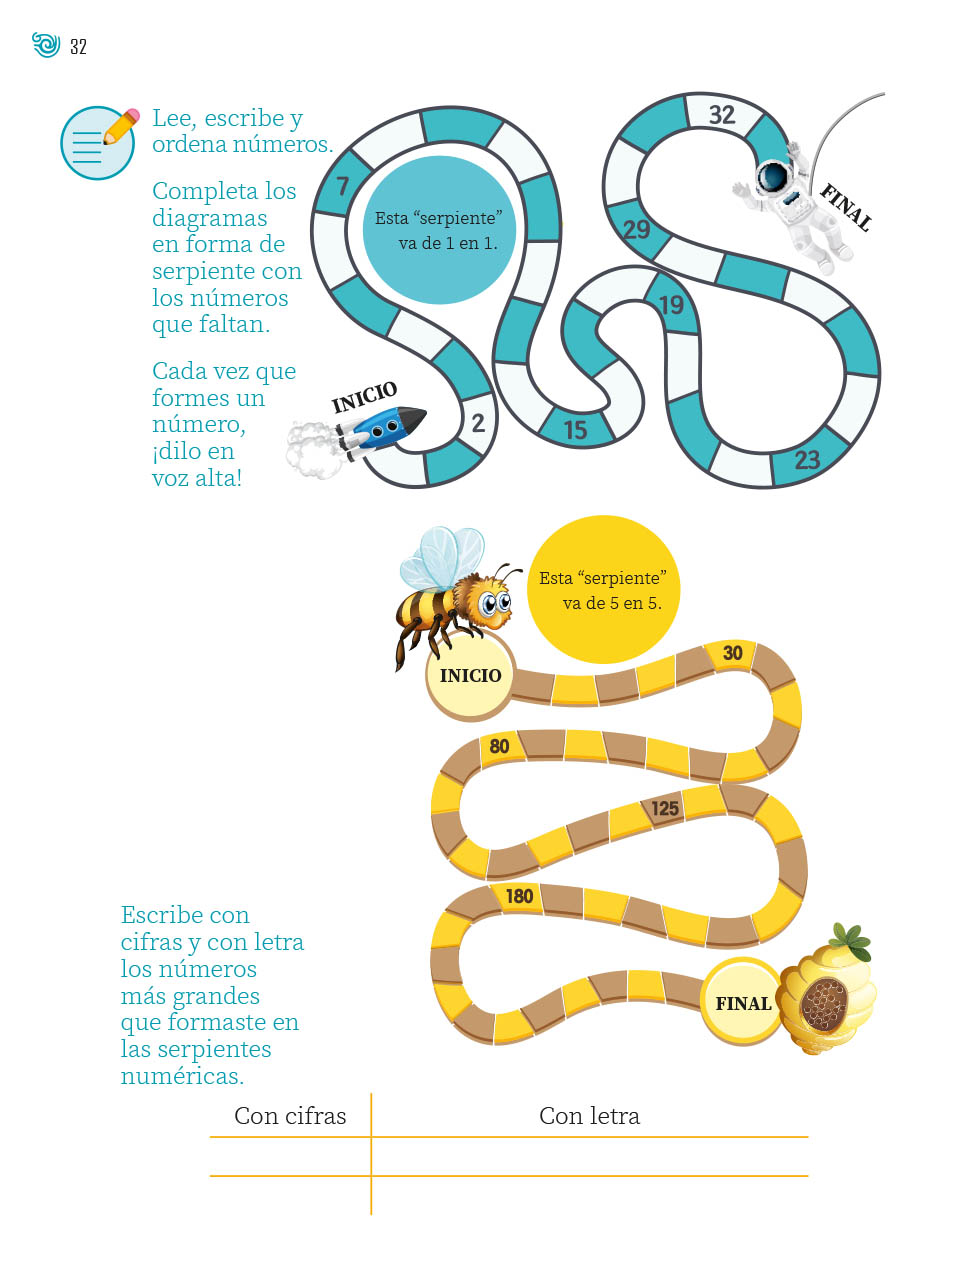 32
Lee, escribe y
ordena números.
Completa los
diagramas
en forma de
serpiente con
los números
que faltan.
Cada vez que
formes un
número,
¡dilo en
voz alta!
Esta “serpiente”
va de 1 en 1.
INICIO
2
7
15
19
23
29
32
FINAL
Esta “serpiente”
va de 5 en 5.
INICIO
30
80
125
180
FINAL
Escribe con
cifras y con letra
los números
más grandes
que formaste en
las serpientes
numéricas.
Con cifras
Con letra